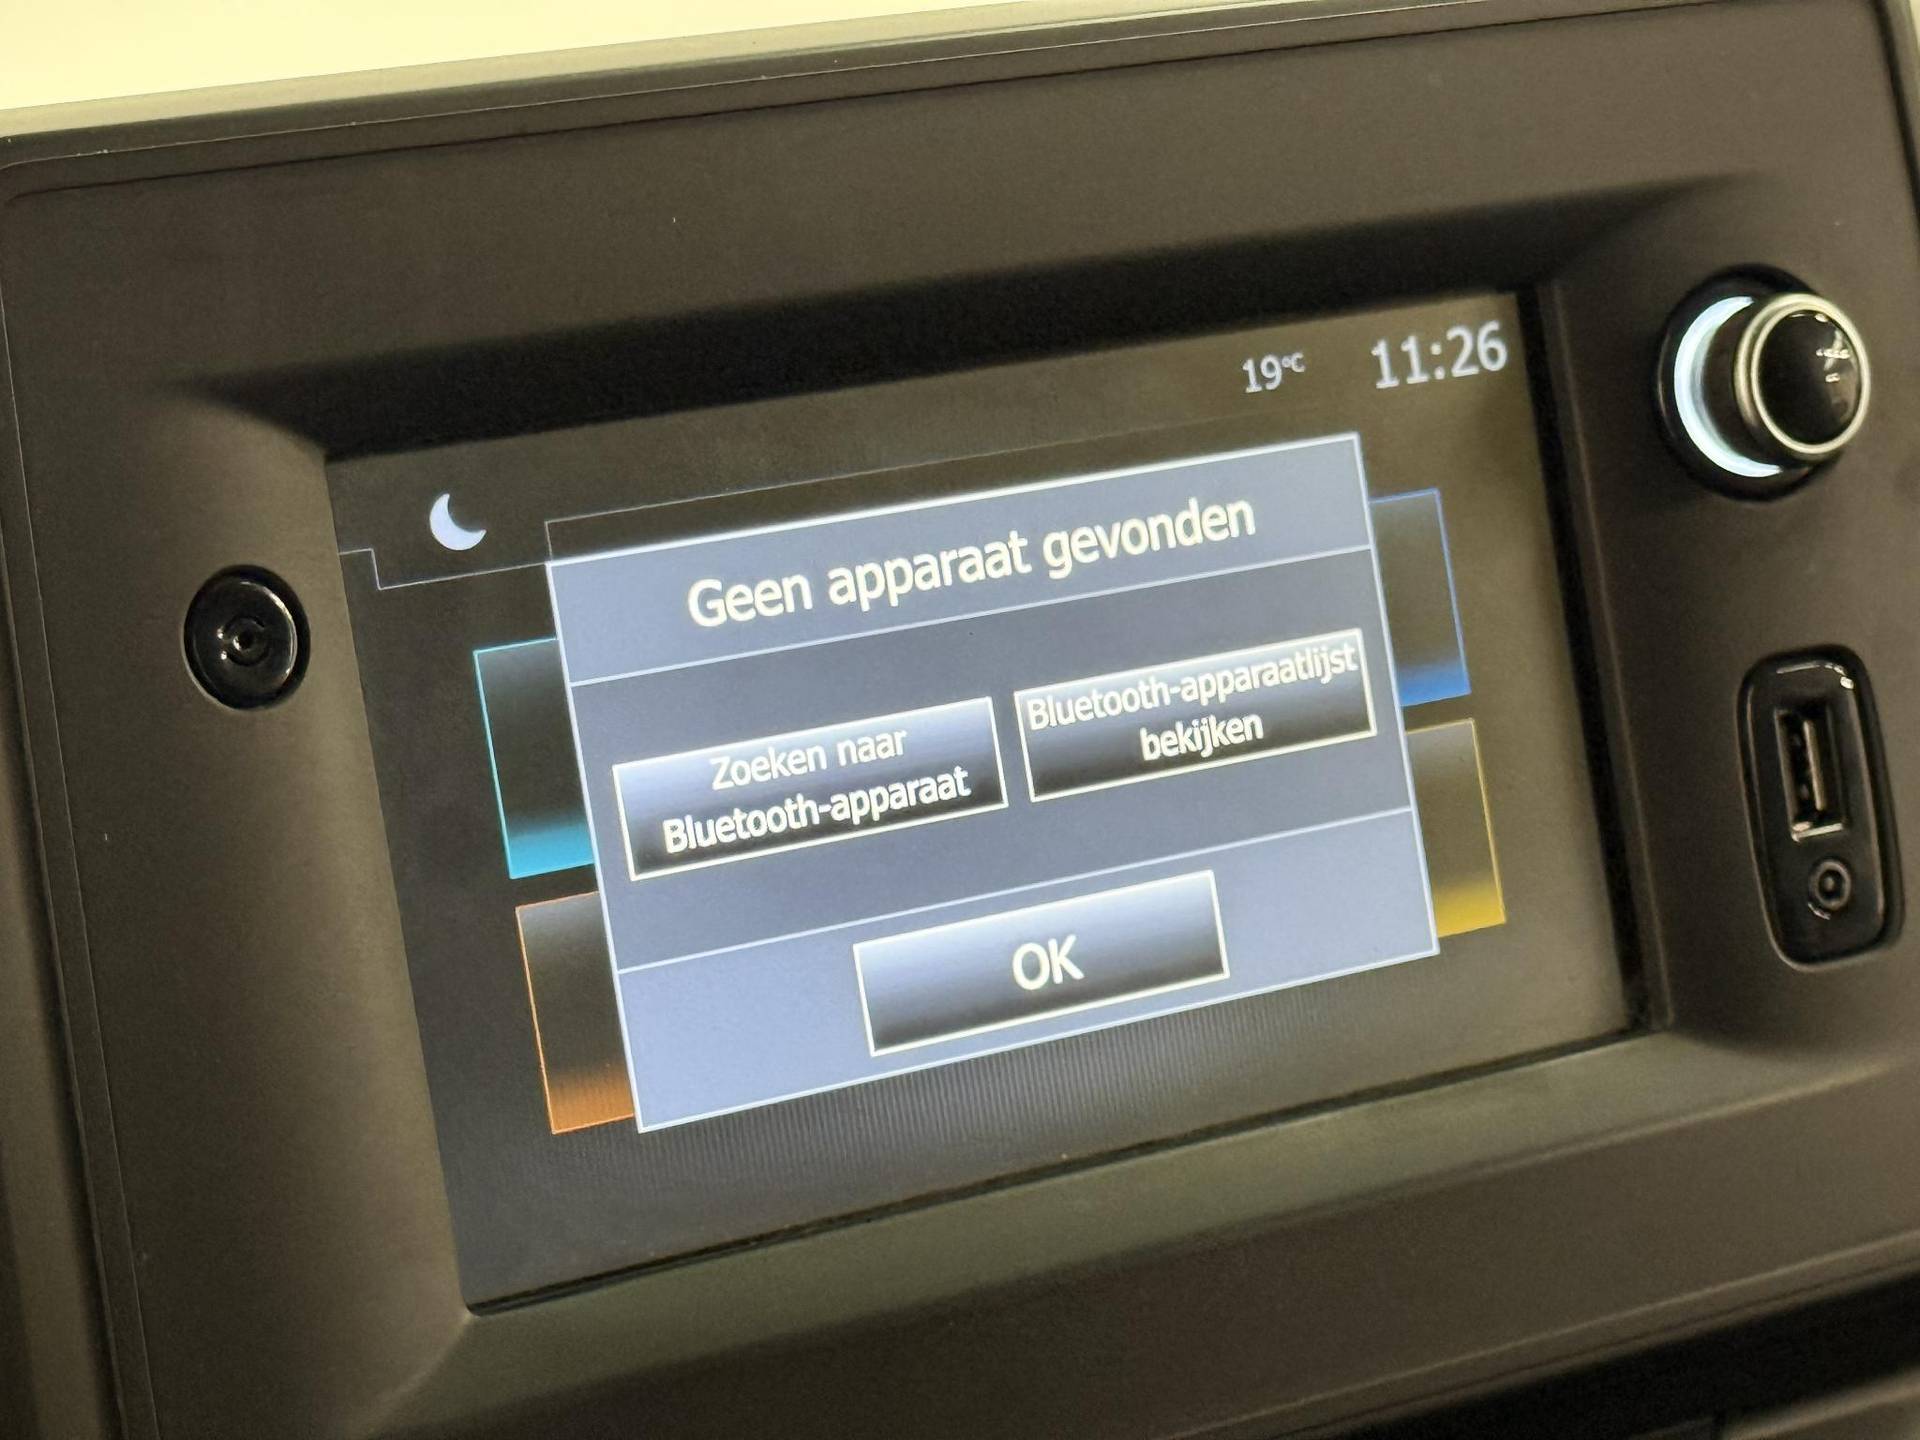 19°C 11:26
Geen apparaat gevonden
Zoeken naar
Bluetooth-apparaat
Bluetooth-apparaatlijst
bekijken
OK